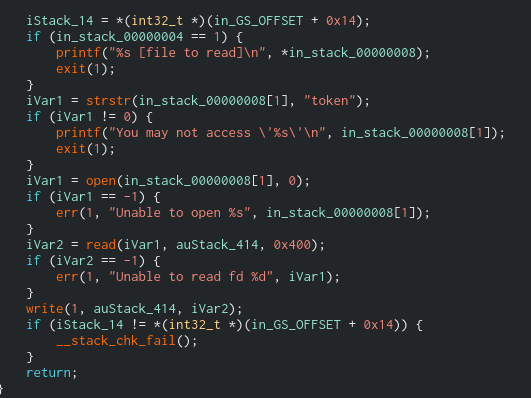 iStack_14 = *(int32_t *)(in_GS_OFFSET + 0x14);
if (in_stack_00000004 == 1) {
printf("%s [file to read]\n", *in_stack_00000008);
exit(1);
}
iVar1 = strstr(in_stack_00000008[1], "token");
if (iVar1 != 0) {
printf("You may not access \'%s\'\n", in_stack_00000008[1]);
exit(1);
}
iVar1 = open(in_stack_00000008[1], 0);
if (iVar1 == -1) {
err(1, "Unable to open %s", in_stack_00000008[1]);
}
iVar2 = read(iVar1, auStack_414, 0x400);
if (iVar2 == -1) {
err(1, "Unable to read fd %d", iVar1);
}
write(1, auStack_414, iVar2);
if (iStack_14 != *(int32_t *)(in_GS_OFFSET + 0x14)) {
__stack_chk_fail();
}
return;
}